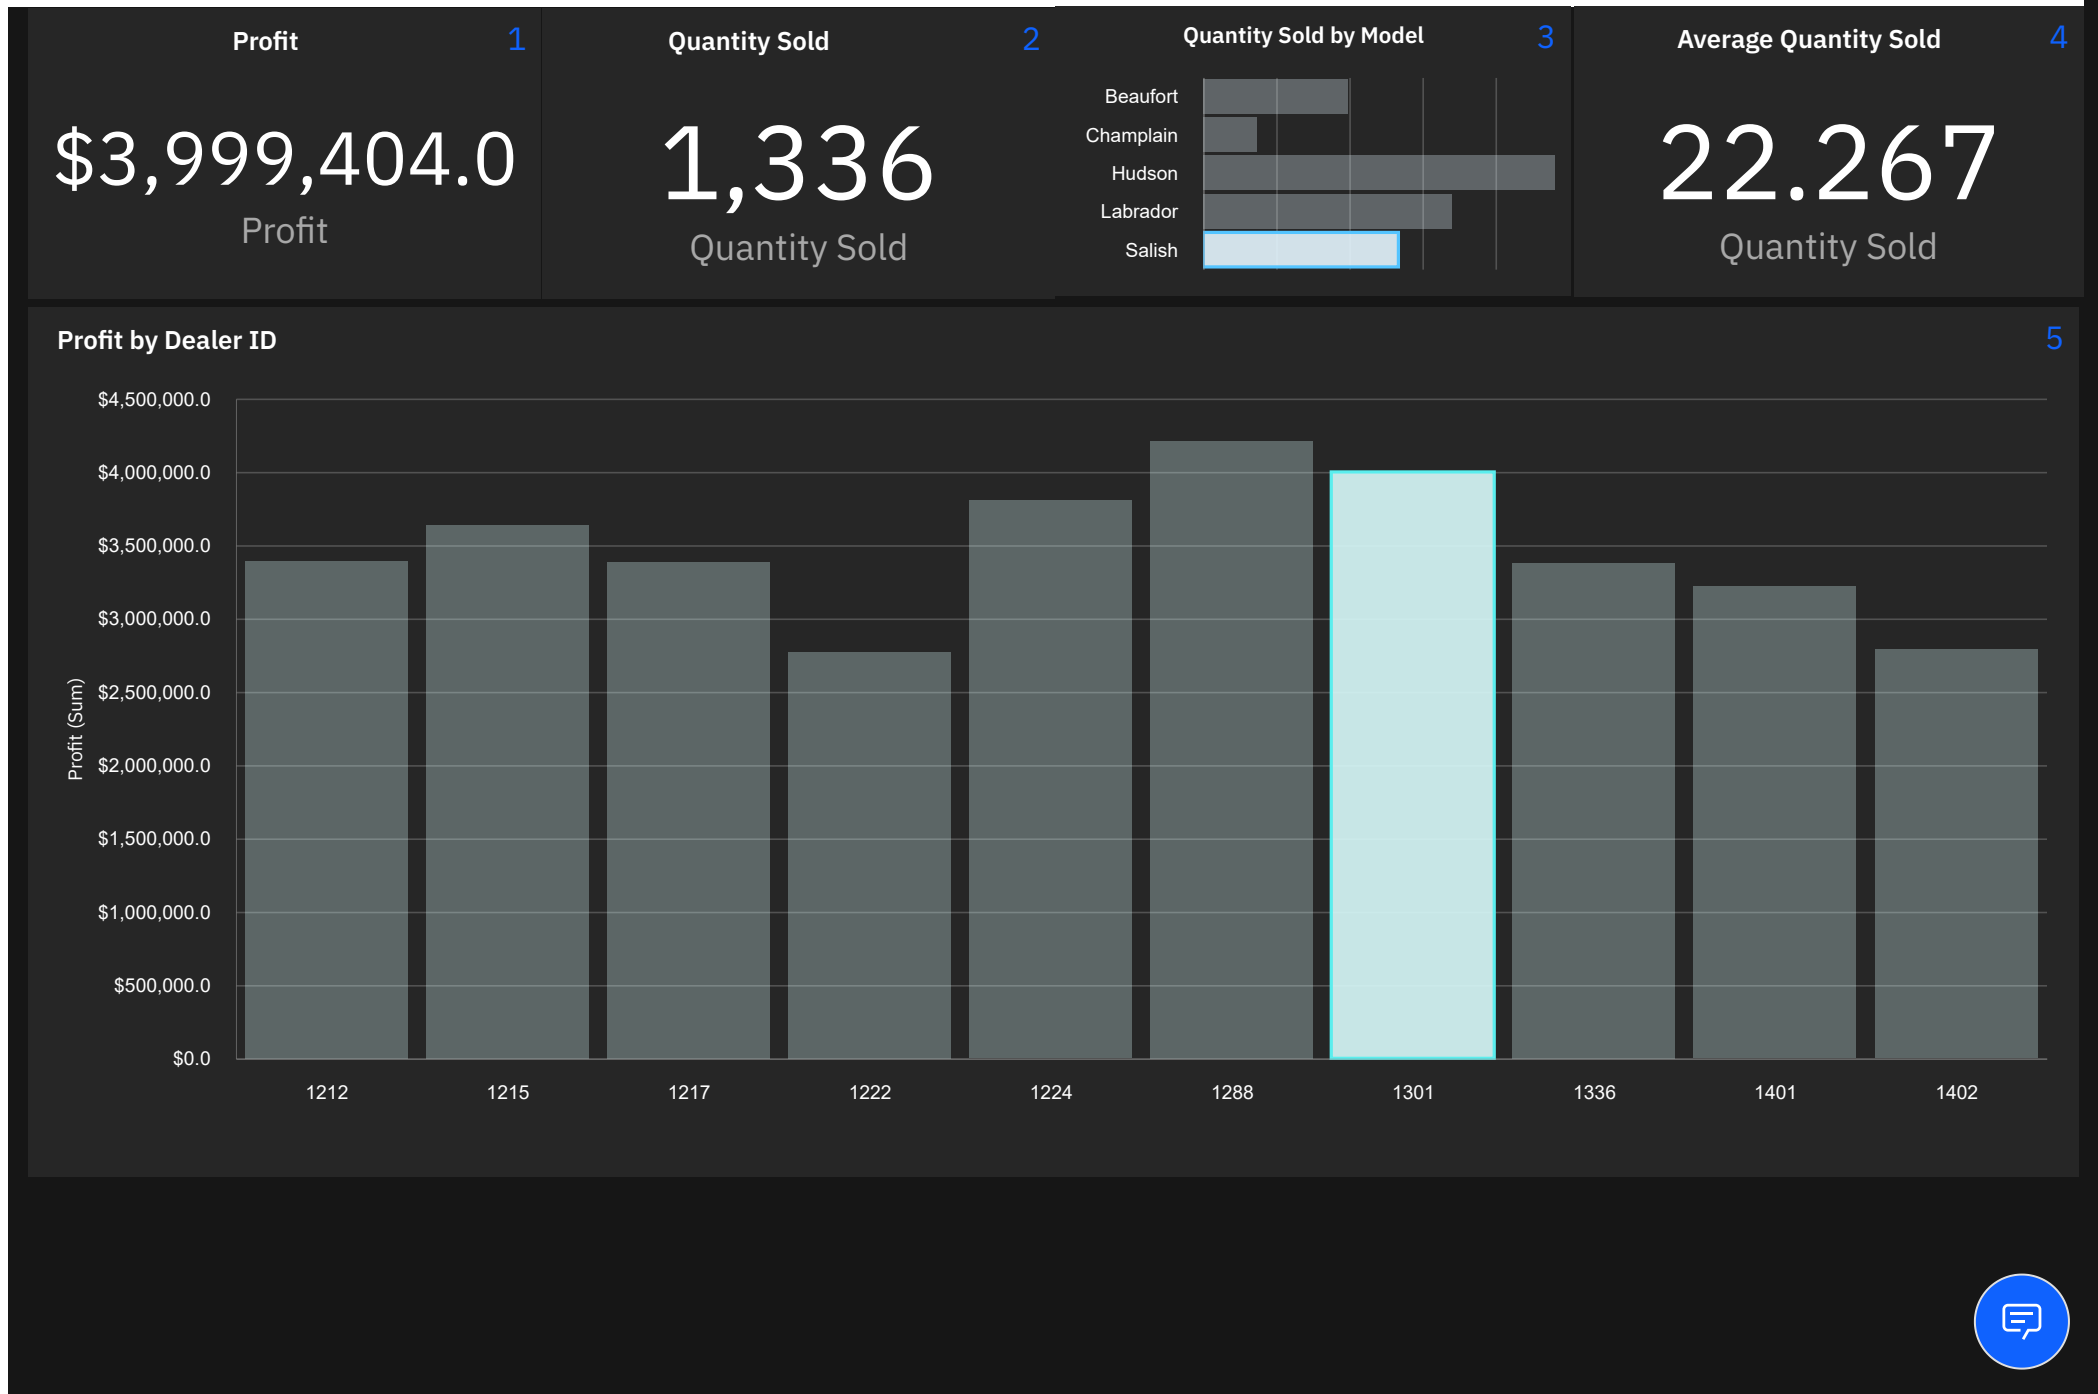 Profit 1
$3,999,404.0
Profit
Quantity Sold 2
1,336
Quantity Sold
Quantity Sold by Model 3
Beaufort
Champlain
Hudson
Labrador
Salish
Average Quantity Sold 4
22.267
Quantity Sold
Profit by Dealer ID 5
Profit (Sum)
$4,500,000.0
$4,000,000.0
$3,500,000.0
$3,000,000.0
$2,500,000.0
$2,000,000.0
$1,500,000.0
$1,000,000.0
$500,000.0
$0.0
1212 1215 1217 1222 1224 1288 1301 1336 1401 1402